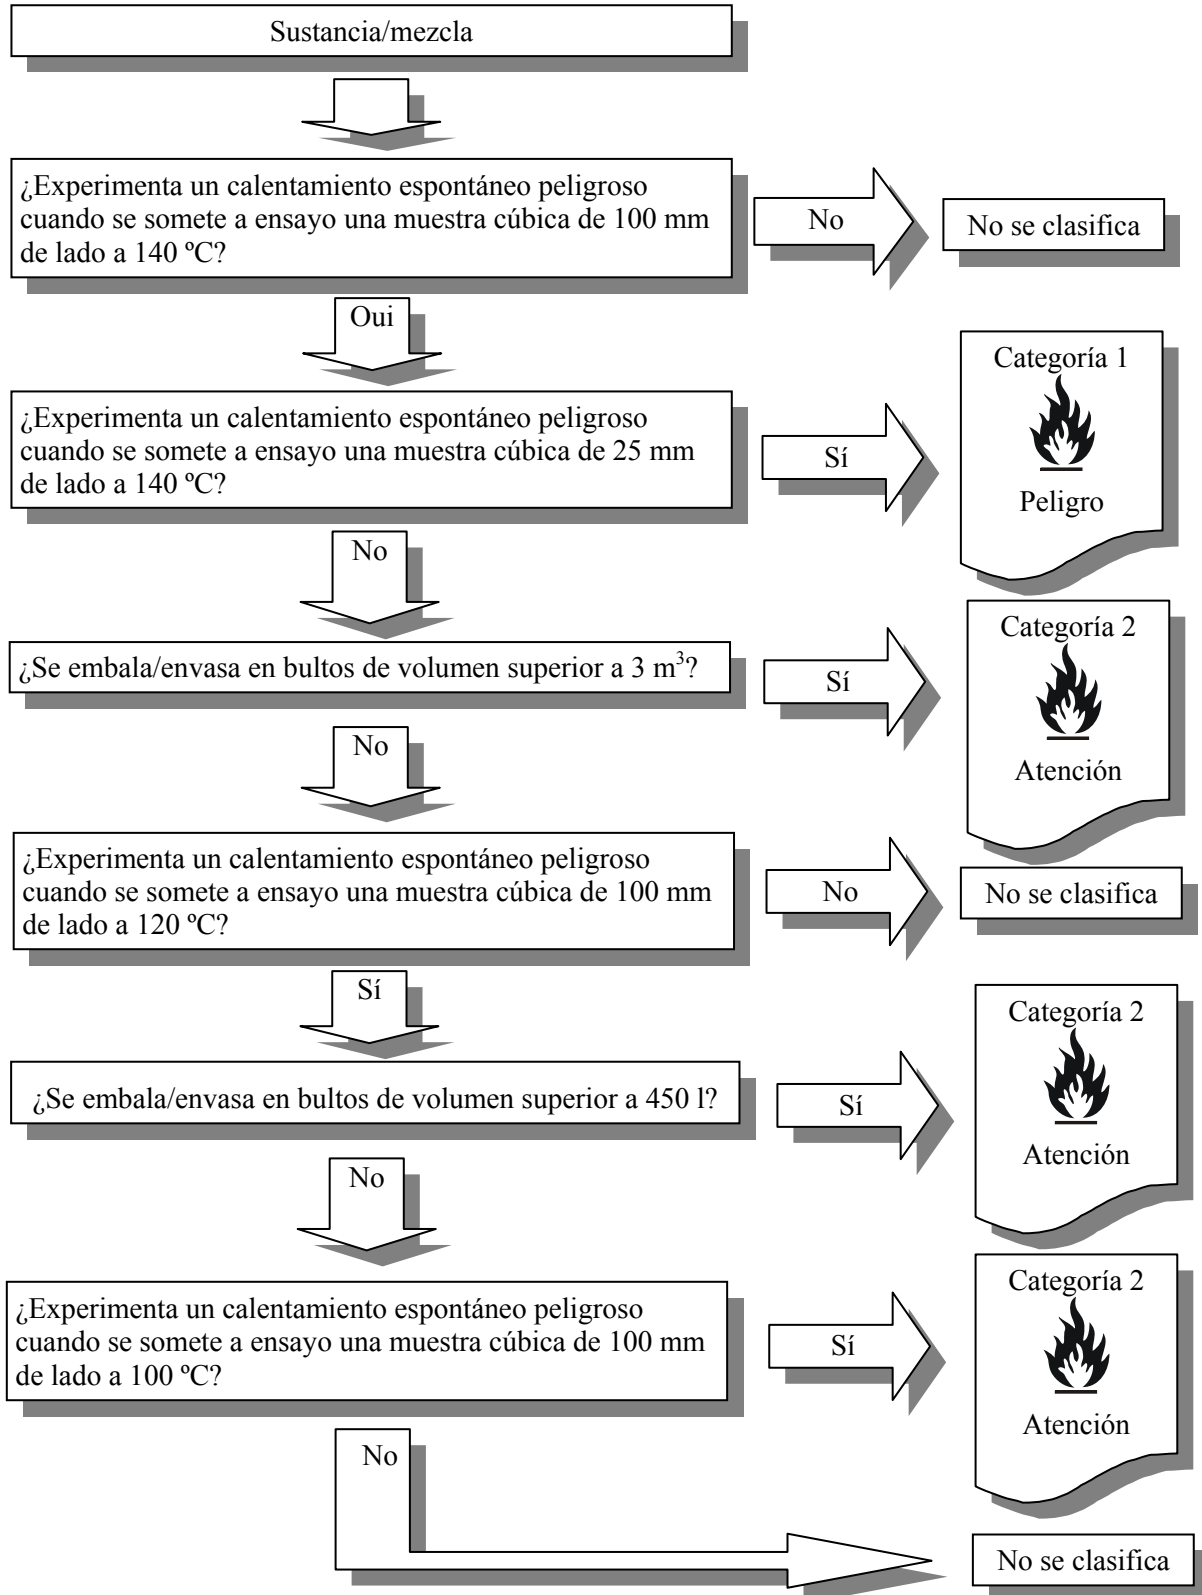 Sustancia/mezcla
¿Experimenta un calentamiento espontáneo peligroso
cuando se somete a ensayo una muestra cúbica de 100 mm
de lado a 140 ºC?
No
No se clasifica
Oui
¿Experimenta un calentamiento espontáneo peligroso
cuando se somete a ensayo una muestra cúbica de 25 mm
de lado a 140 ºC?
Sí
Categoría 1
Peligro
No
¿Se embala/envasa en bultos de volumen superior a 3 m³?
Sí
Categoría 2
Atención
No
¿Experimenta un calentamiento espontáneo peligroso
cuando se somete a ensayo una muestra cúbica de 100 mm
de lado a 120 ºC?
No
No se clasifica
Sí
¿Se embala/envasa en bultos de volumen superior a 450 l?
Sí
Categoría 2
Atención
No
¿Experimenta un calentamiento espontáneo peligroso
cuando se somete a ensayo una muestra cúbica de 100 mm
de lado a 100 ºC?
Sí
Categoría 2
Atención
No
No se clasifica